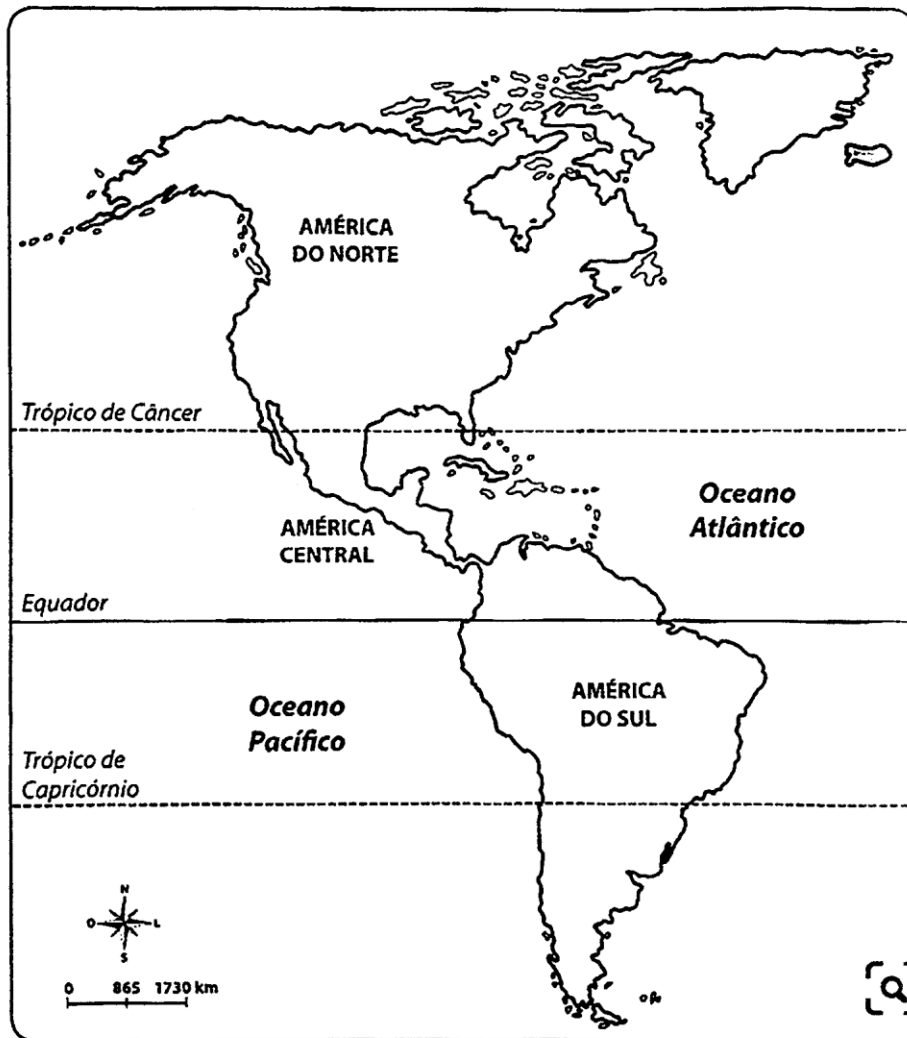 AMÉRICA
DO NORTE
Trópico de Câncer
Oceano
Atlântico
AMÉRICA
CENTRAL
Equador
AMÉRICA
DO SUL
Oceano
Pacífico
Trópico de
Capricórnio
N
O L
S
0 865 1730 km